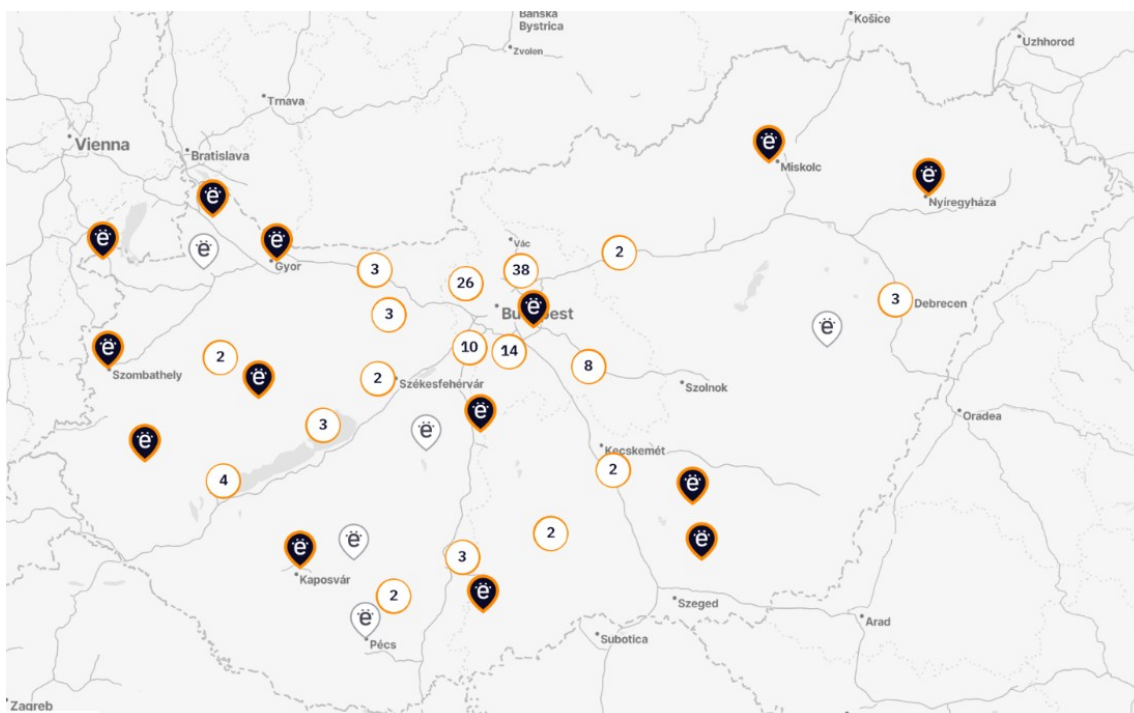 Banská
Bystrica
Košice
Uzhhorod
Zvolen
Trnava
Vienna
Bratislava
ë
Miskolc
ë
Nyíregyháza
ë
ë
ë
ë
Győr
Vác
2
3
26
38
3
Debrecen
ë
Budapest
3
ë
ë
Szombathely
2
10
14
8
ë
2
Székesfehérvár
Szolnok
ë
Oradea
3
ë
ë
Kecskemét
2
4
ë
2
ë
ë
ë
3
Kaposvár
2
ë
ë
Szeged
Arad
Pécs
Subotica
Zagreb